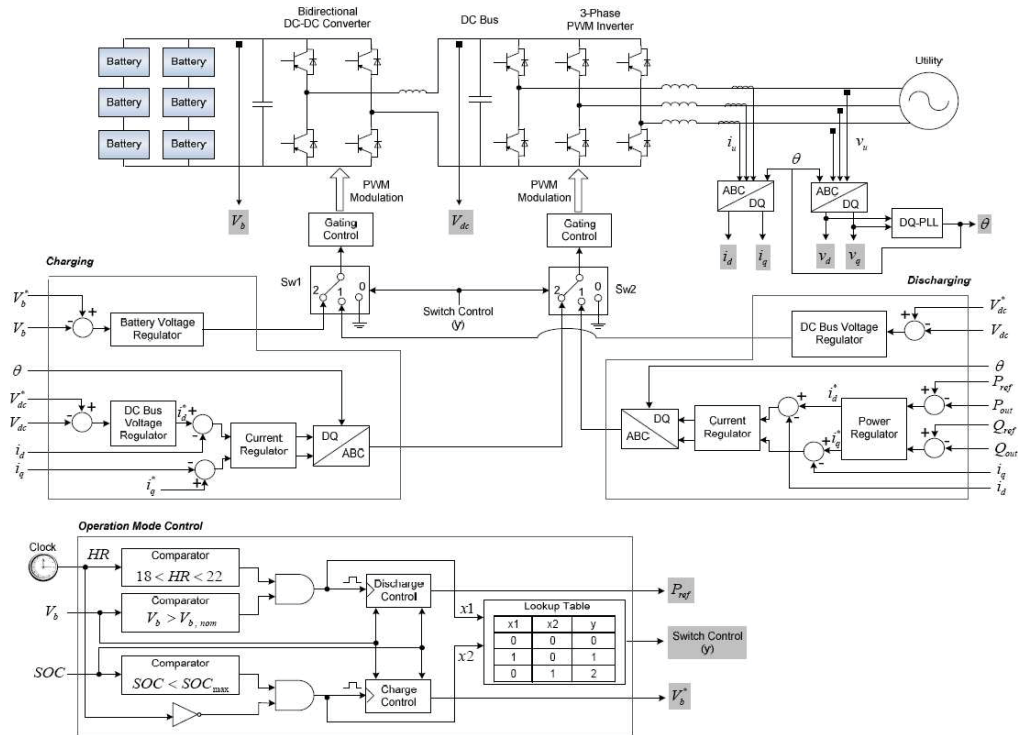 Bidirectional
DC-DC Converter
DC Bus
3-Phase
PWM Inverter
Utility
Battery
Battery
Battery
Battery
Battery
Battery
i_u
v_u
θ
PWM
Modulation
PWM
Modulation
ABC
DQ
ABC
DQ
V_b
V_dc
Gating
Control
Gating
Control
DQ-PLL
θ
i_d
i_q
v_d
v_q
Charging
Discharging
Sw1
2
1
0
2
1
0
Sw2
Switch Control
(y)
V_b^*
+
V_b
-
Battery Voltage
Regulator
DC Bus Voltage
Regulator
+
-
V_dc^*
V_dc
θ
V_dc^*
+
V_dc
-
DC Bus
Voltage
Regulator
i_d^*
+
-
i_d
i_q
-
+
i_q^*
Current
Regulator
DQ
ABC
θ
P_ref
P_out
Q_ref
Q_out
i_q
i_d
+
-
+
-
Power
Regulator
i_d^*
i_q^*
+
-
+
-
Current
Regulator
DQ
ABC
Operation Mode Control
Clock
HR
Comparator
18 < HR < 22
V_b
Comparator
V_b > V_b,nom
SOC
Comparator
SOC < SOC_max
Discharge
Control
Charge
Control
x1
x2
Lookup Table
x1 x2 y
0 0 0
1 0 1
0 1 2
P_ref
Switch Control
(y)
V_b^*